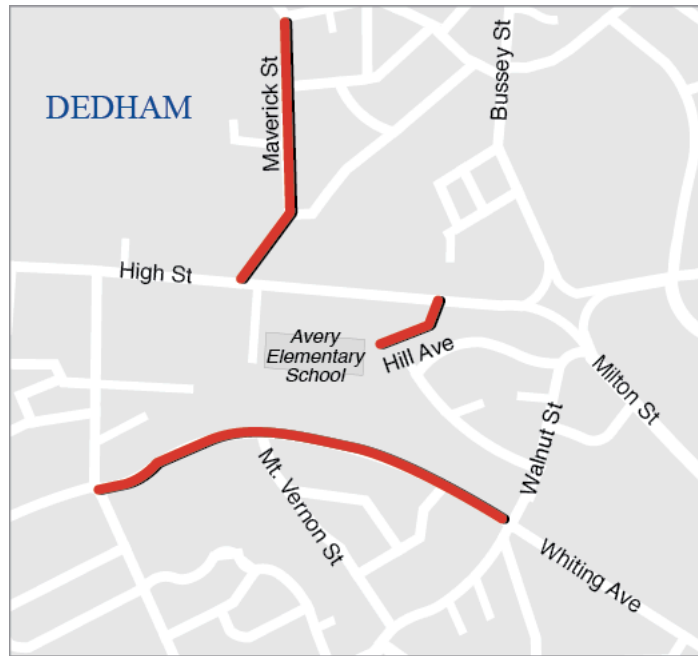 Bussey St
Maverick St
DEDHAM
High St
Avery
Elementary
School
Hill Ave
Milton St
Walnut St
Mt. Vernon St
Whiting Ave